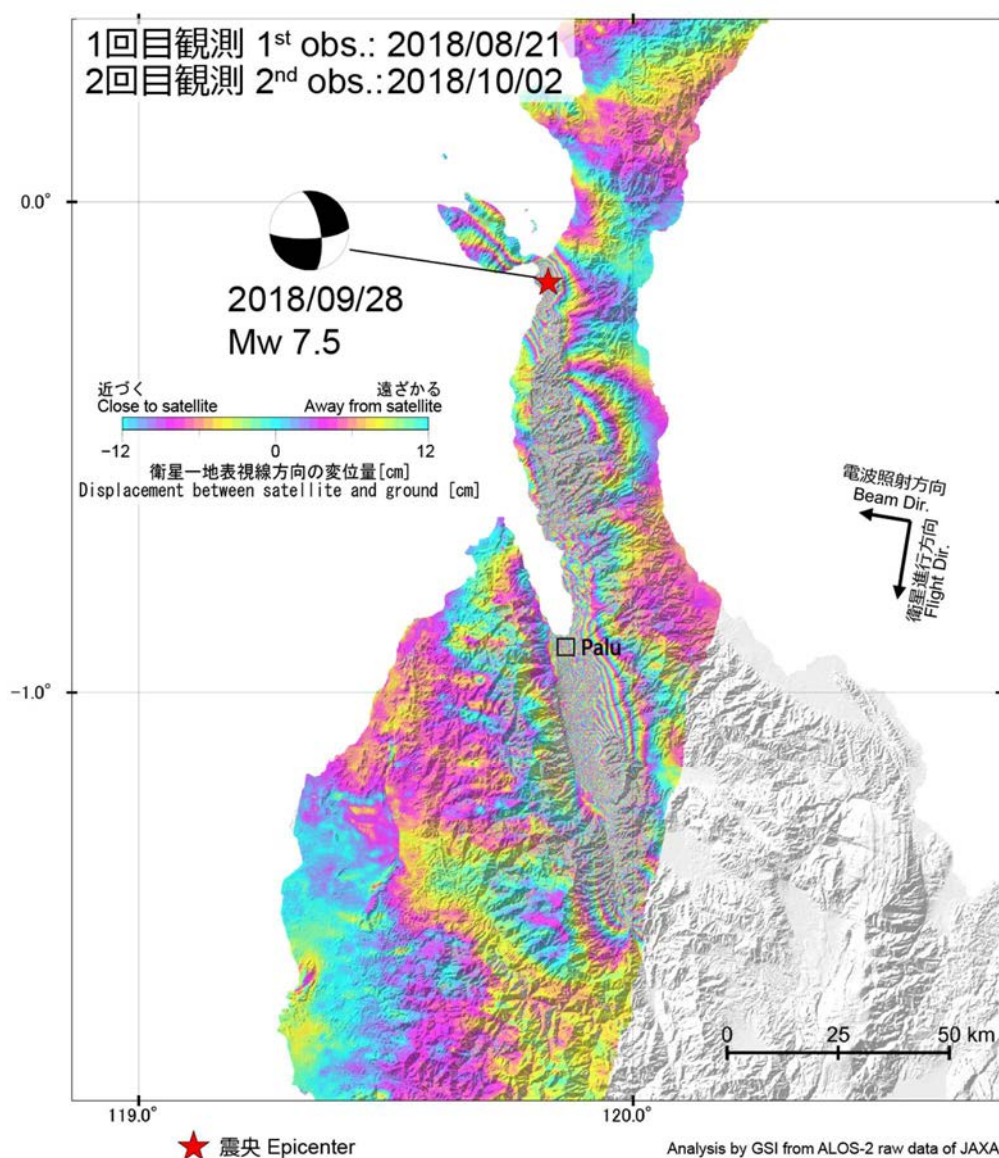 1回目観測 1st obs.: 2018/08/21
2回目観測 2nd obs.: 2018/10/02
0.0°
2018/09/28
Mw 7.5
近づく 遠ざかる
Close to satellite Away from satellite
-12 0 12
衛星―地表視線方向の変位量[cm]
Displacement between satellite and ground [cm]
電波照射方向
Beam Dir.
衛星進行方向
Flight Dir.
Palu
-1.0°
0 25 50 km
119.0° 120.0°
震央 Epicenter
Analysis by GSI from ALOS-2 raw data of JAXA